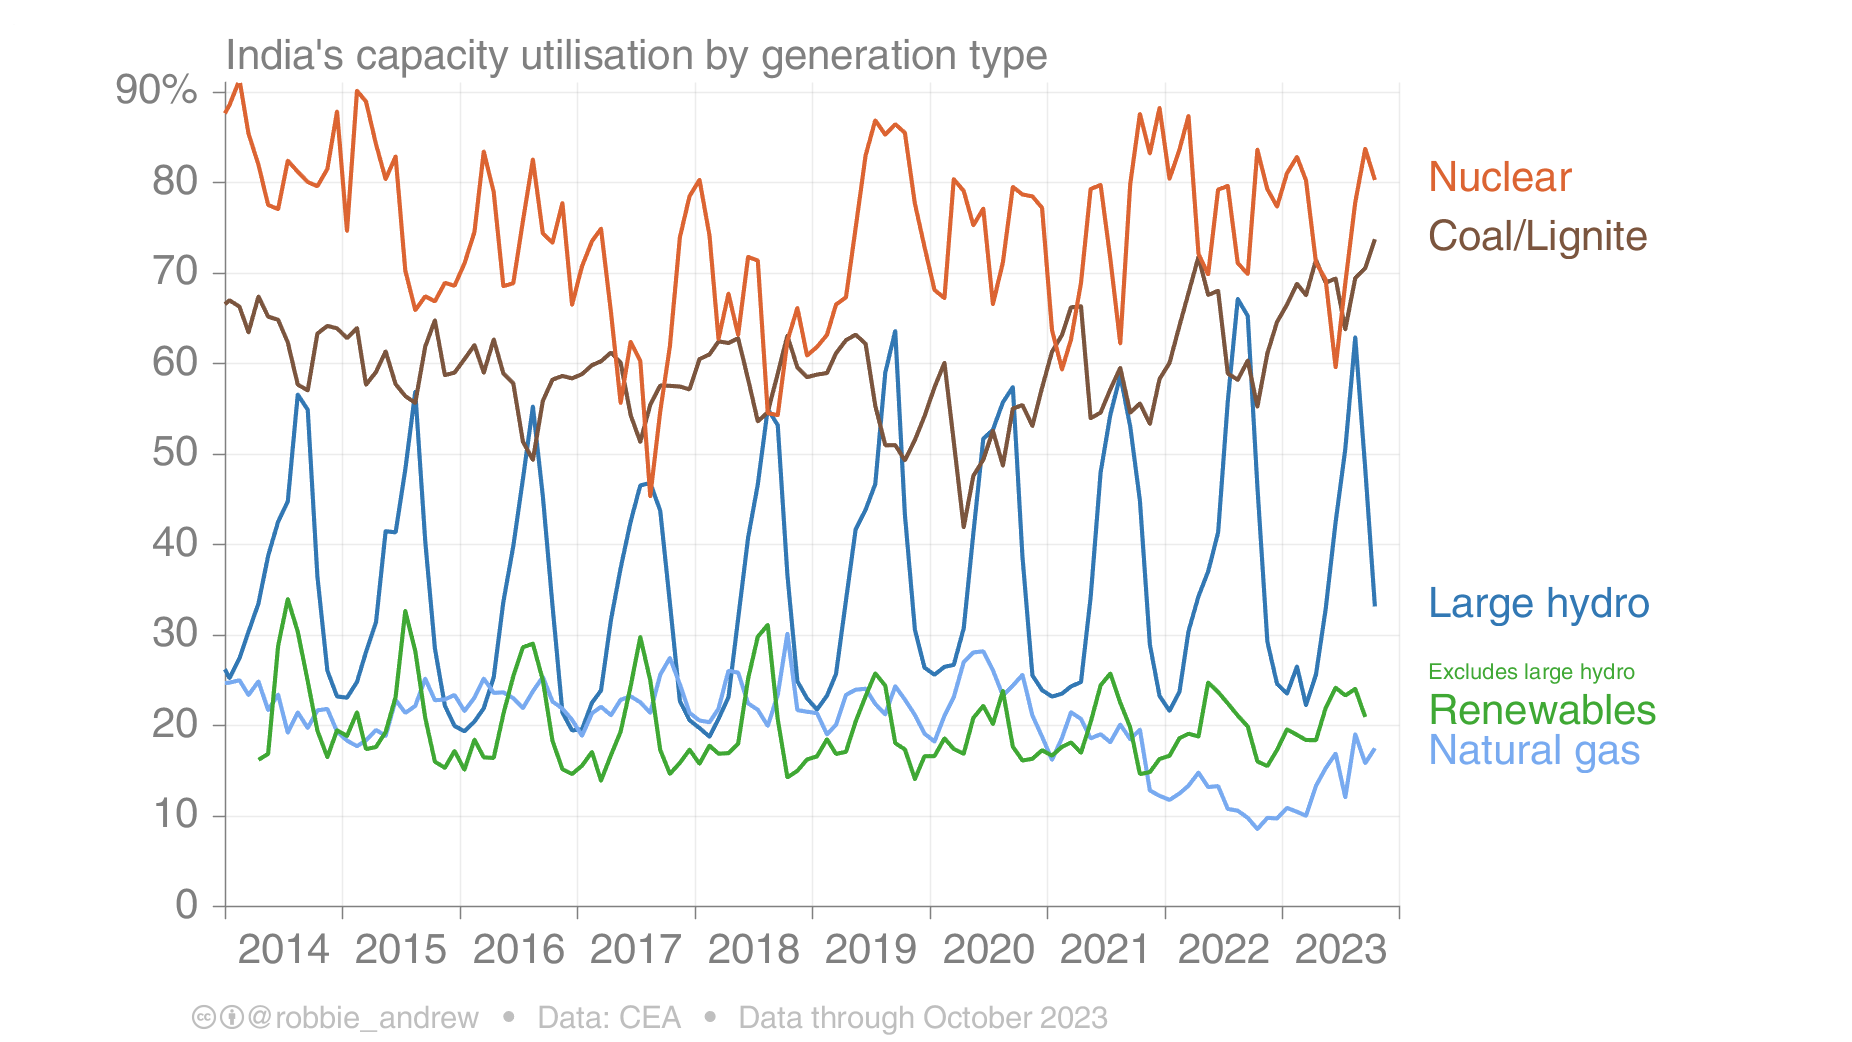 India's capacity utilisation by generation type
90%
80
70
60
50
40
30
20
10
0
Nuclear
Coal/Lignite
Large hydro
Excludes large hydro
Renewables
Natural gas
2014 2015 2016 2017 2018 2019 2020 2021 2022 2023
@robbie_andrew • Data: CEA • Data through October 2023